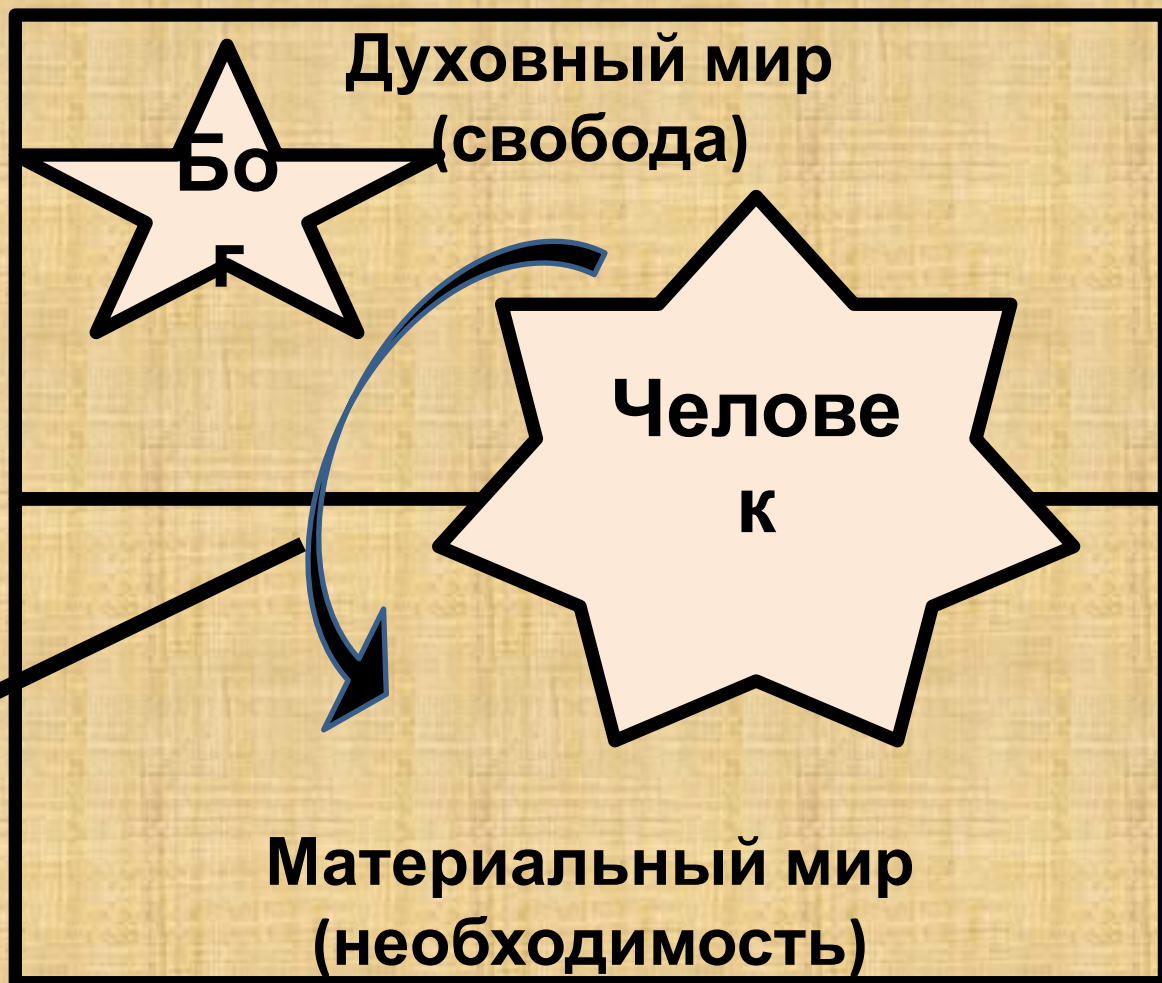 Духовный мир
(свобода)
Бо
г
Челове
к
Материальный мир
(необходимость)